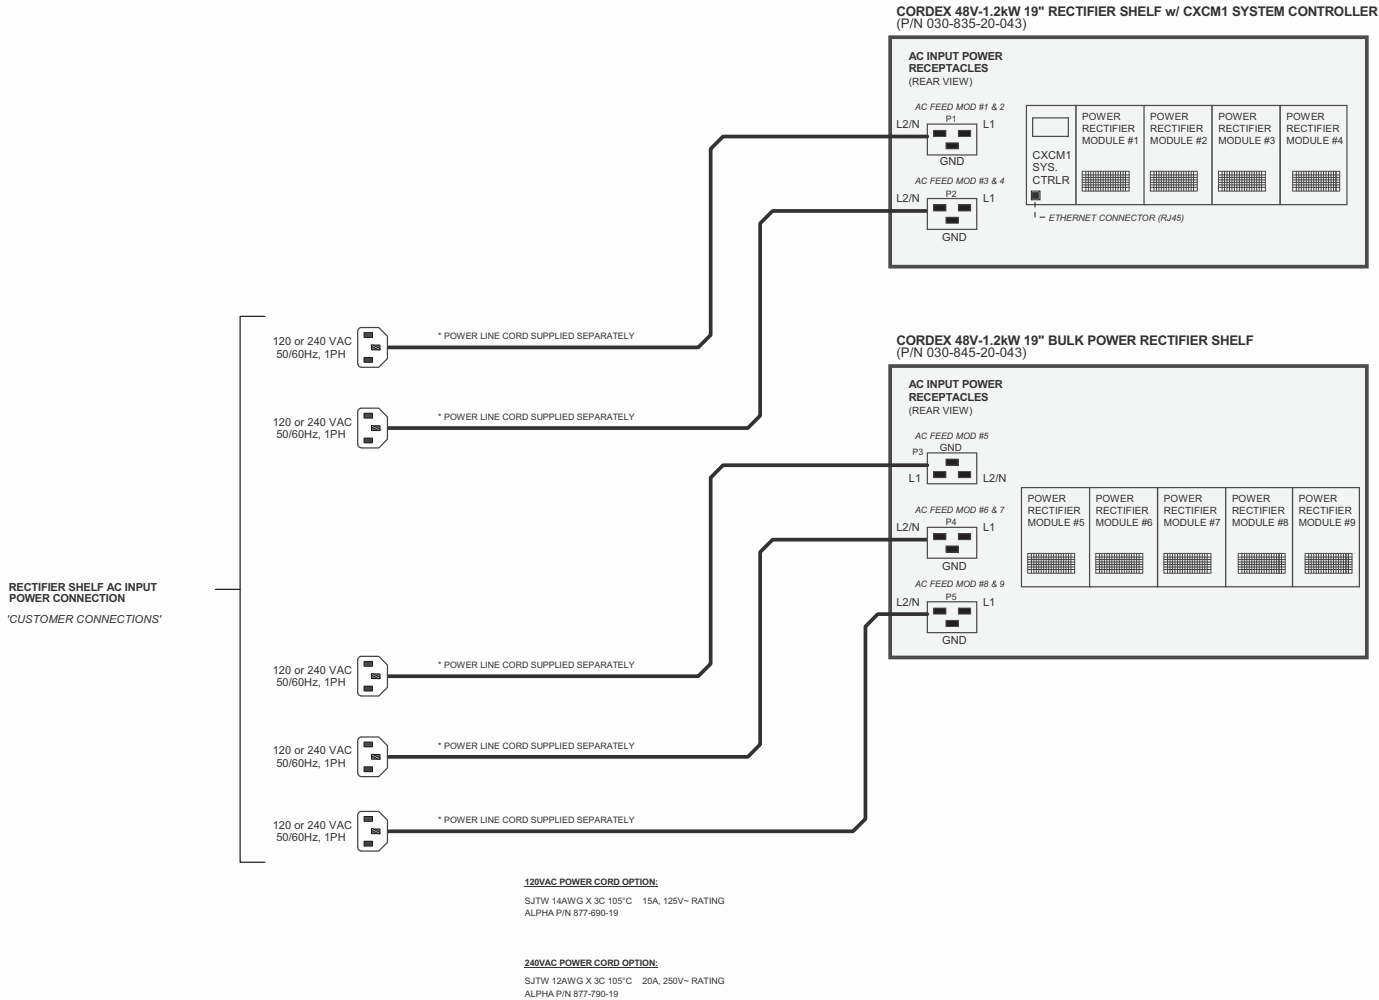 CORDEX 48V-1.2kW 19" RECTIFIER SHELF w/ CXCM1 SYSTEM CONTROLLER
(P/N 030-835-20-043)
AC INPUT POWER
RECEPTACLES
(REAR VIEW)
AC FEED MOD #1 & 2
L2/N
P1
L1
GND
AC FEED MOD #3 & 4
L2/N
P2
L1
GND
CXCM1
SYS.
CTRLR
POWER
RECTIFIER
MODULE #1
POWER
RECTIFIER
MODULE #2
POWER
RECTIFIER
MODULE #3
POWER
RECTIFIER
MODULE #4
ETHERNET CONNECTOR (RJ45)
120 or 240 VAC
50/60Hz, 1PH
* POWER LINE CORD SUPPLIED SEPARATELY
120 or 240 VAC
50/60Hz, 1PH
* POWER LINE CORD SUPPLIED SEPARATELY
CORDEX 48V-1.2kW 19" BULK POWER RECTIFIER SHELF
(P/N 030-845-20-043)
AC INPUT POWER
RECEPTACLES
(REAR VIEW)
AC FEED MOD #5
P3
GND
L1
L2/N
AC FEED MOD #6 & 7
L2/N
P4
L1
GND
AC FEED MOD #8 & 9
L2/N
P5
L1
GND
POWER
RECTIFIER
MODULE #5
POWER
RECTIFIER
MODULE #6
POWER
RECTIFIER
MODULE #7
POWER
RECTIFIER
MODULE #8
POWER
RECTIFIER
MODULE #9
RECTIFIER SHELF AC INPUT
POWER CONNECTION
'CUSTOMER CONNECTIONS'
120 or 240 VAC
50/60Hz, 1PH
* POWER LINE CORD SUPPLIED SEPARATELY
120 or 240 VAC
50/60Hz, 1PH
* POWER LINE CORD SUPPLIED SEPARATELY
120 or 240 VAC
50/60Hz, 1PH
* POWER LINE CORD SUPPLIED SEPARATELY
120VAC POWER CORD OPTION:
SJTW 14AWG X 3C 105°C 15A, 125V~ RATING
ALPHA P/N 877-690-19
240VAC POWER CORD OPTION:
SJTW 12AWG X 3C 105°C 20A, 250V~ RATING
ALPHA P/N 877-790-19